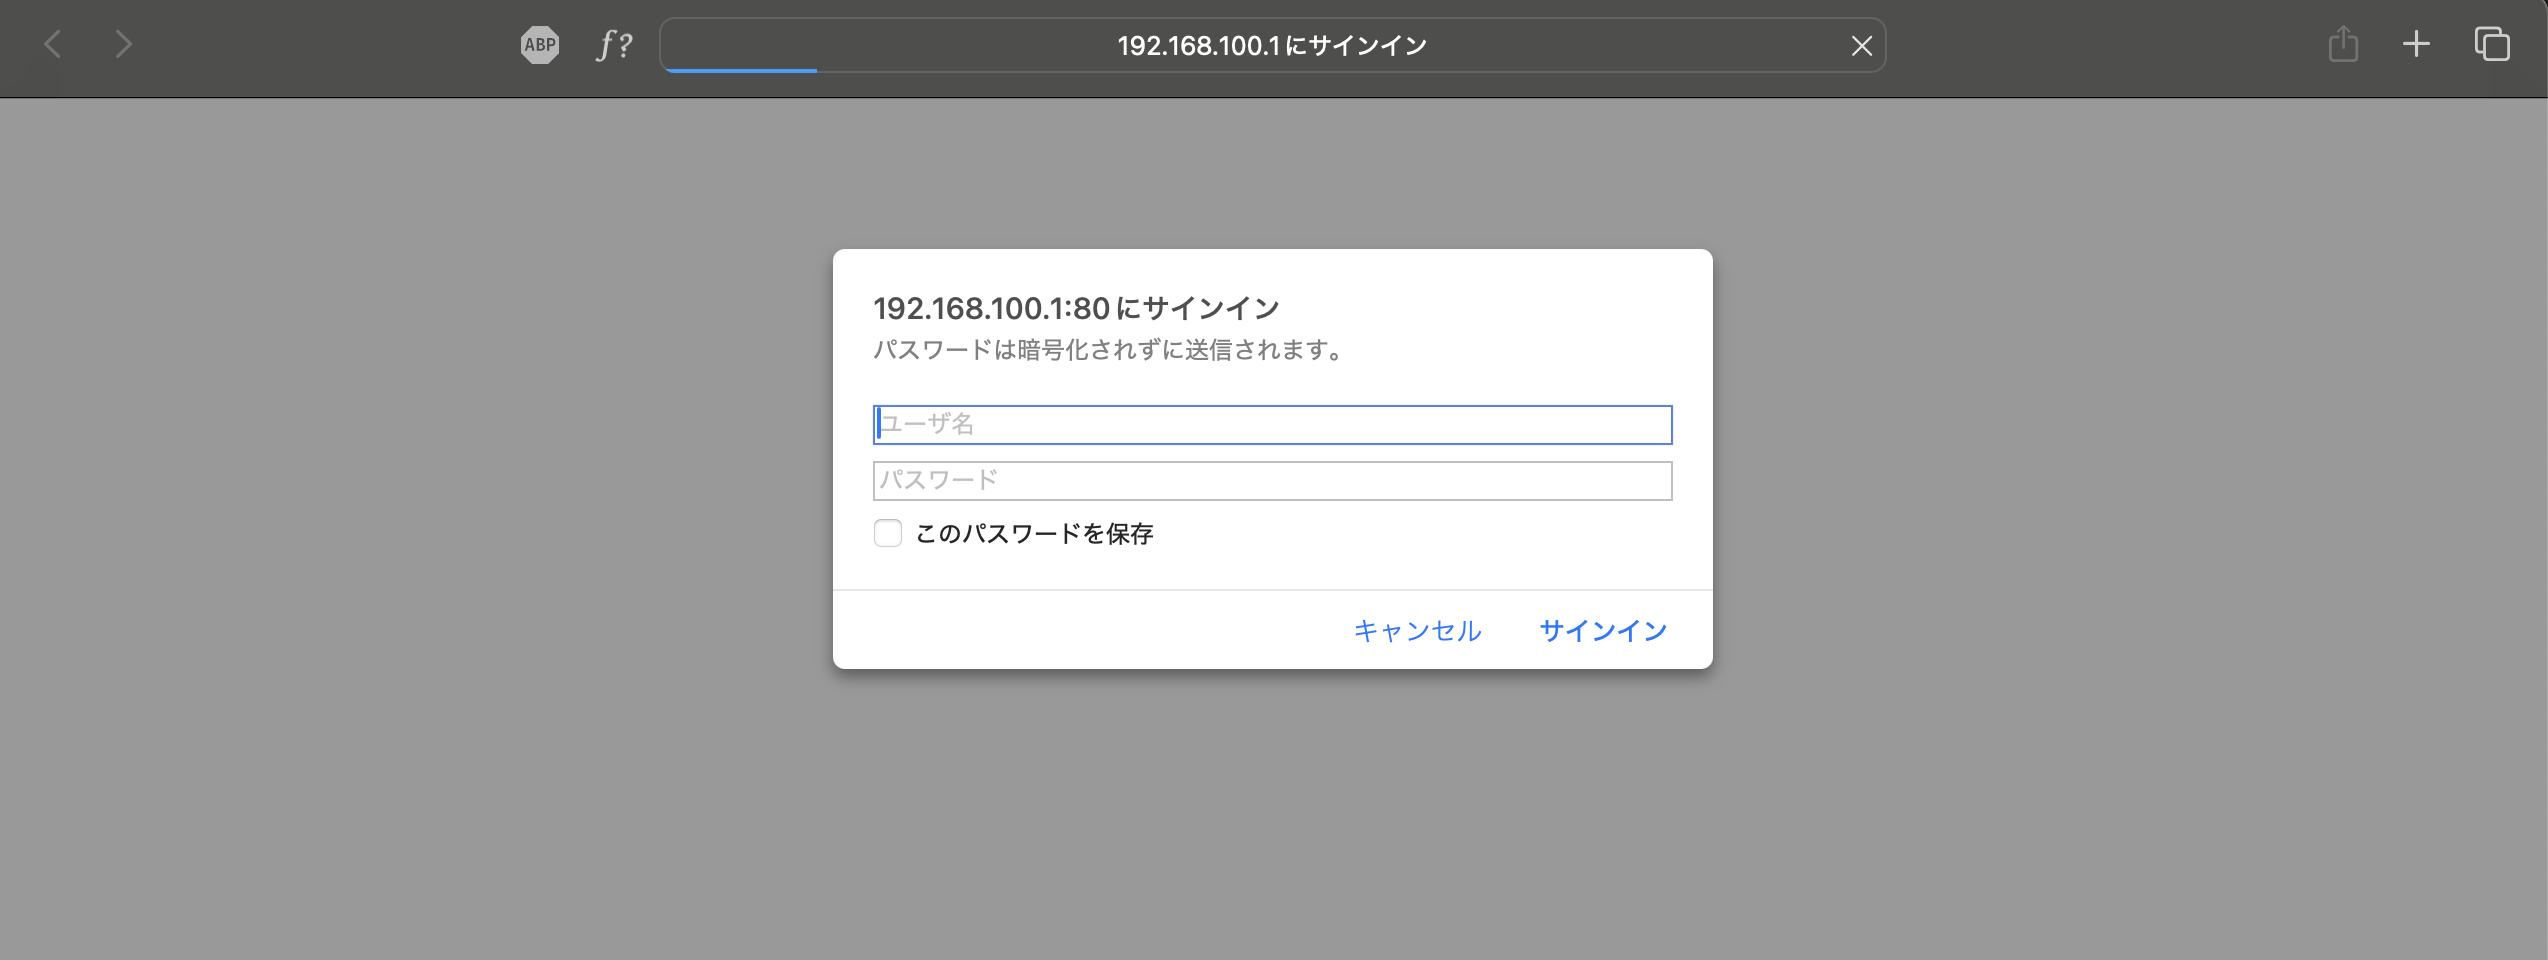 ABP
f?
192.168.100.1にサインイン
192.168.100.1:80にサインイン
パスワードは暗号化されずに送信されます。
ユーザ名
パスワード
このパスワードを保存
キャンセル サインイン